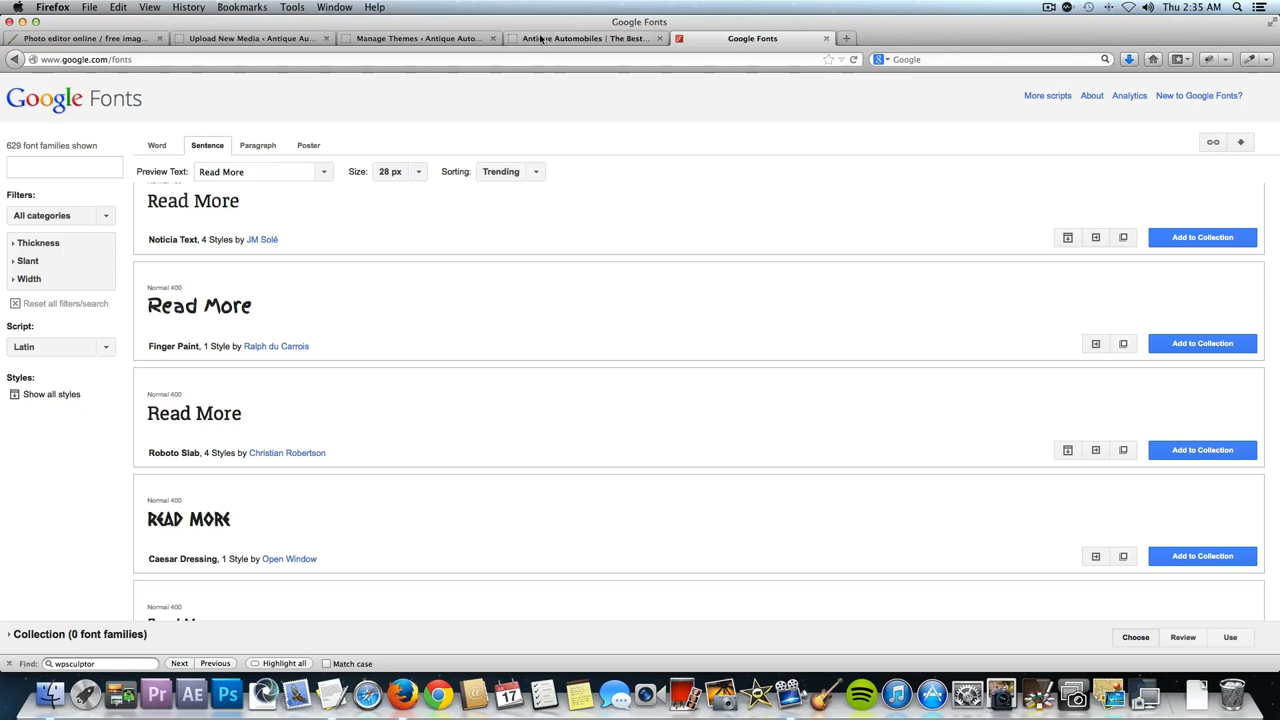 Firefox File Edit View History Bookmarks Tools Window Help Thu 2:35 AM
Google Fonts
Photo editor online / free imag... Upload New Media ‹ Antique Au... Manage Themes ‹ Antique Auto... Antique Automobiles | The Best... Google Fonts
www.google.com/fonts Google
Google Fonts
More scripts About Analytics New to Google Fonts?
629 font families shown
Word Sentence Paragraph Poster
Preview Text: Read More Size: 28 px Sorting: Trending
Filters:
All categories
Thickness
Slant
Width
Reset all filters/search
Script:
Latin
Styles:
Show all styles
Normal 400
Read More
Noticia Text, 4 Styles by JM Solé
Add to Collection
Normal 400
Read More
Finger Paint, 1 Style by Ralph du Carrois
Add to Collection
Normal 400
Read More
Roboto Slab, 4 Styles by Christian Robertson
Add to Collection
Normal 400
READ MORE
Caesar Dressing, 1 Style by Open Window
Add to Collection
Normal 400
Collection (0 font families)
Choose Review Use
Find: wpsculptor Next Previous Highlight all Match case
Pr Ae Ps 17